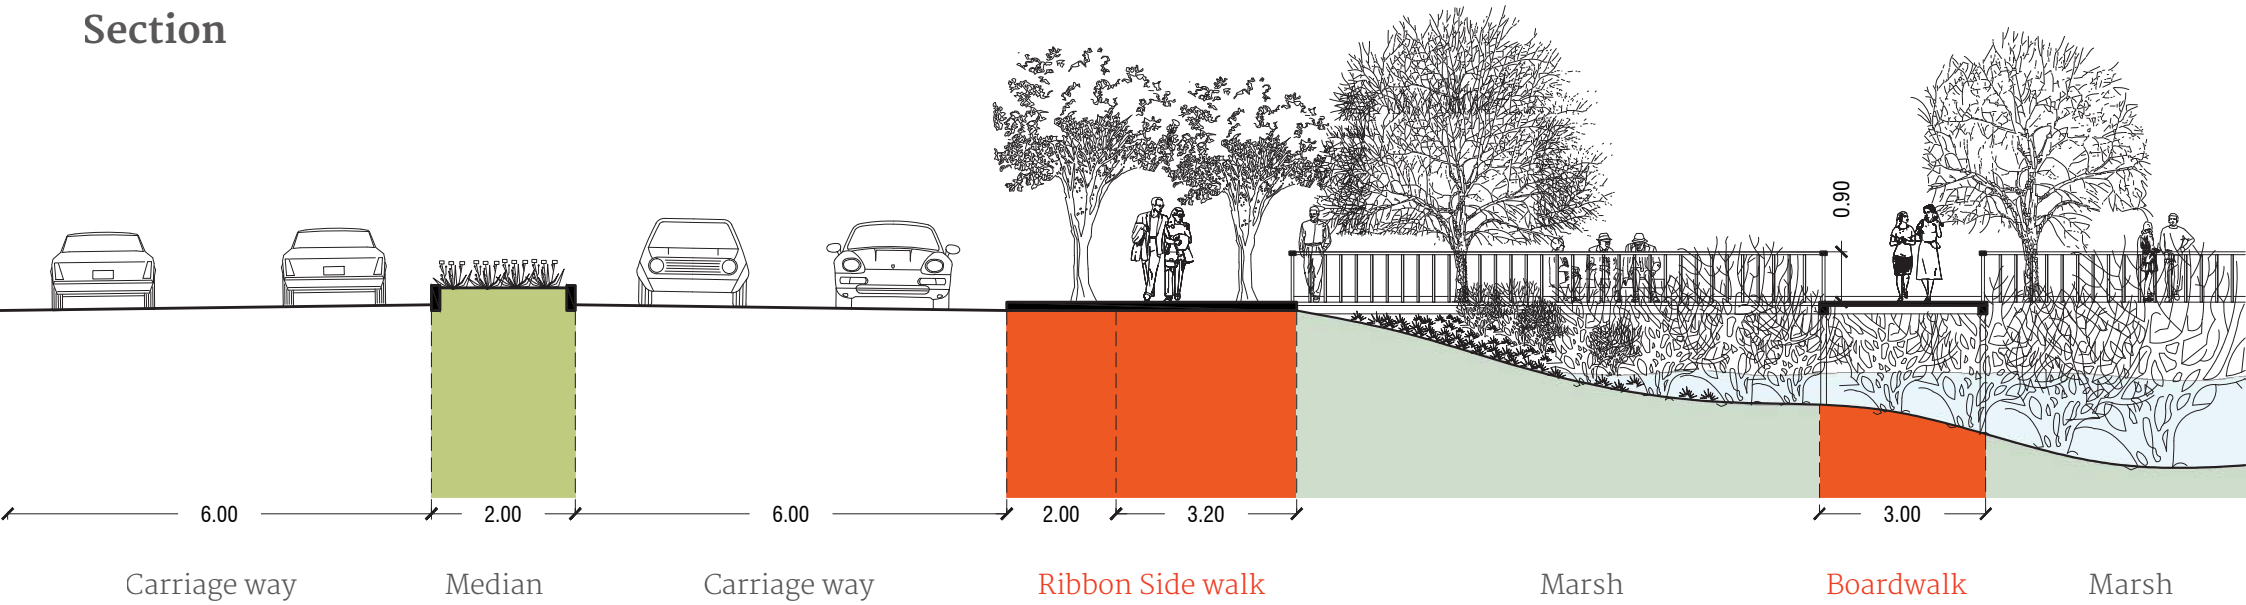 Section
0.90
6.00
2.00
6.00
2.00
3.20
3.00
Carriage way
Median
Carriage way
Ribbon Side walk
Marsh
Boardwalk
Marsh